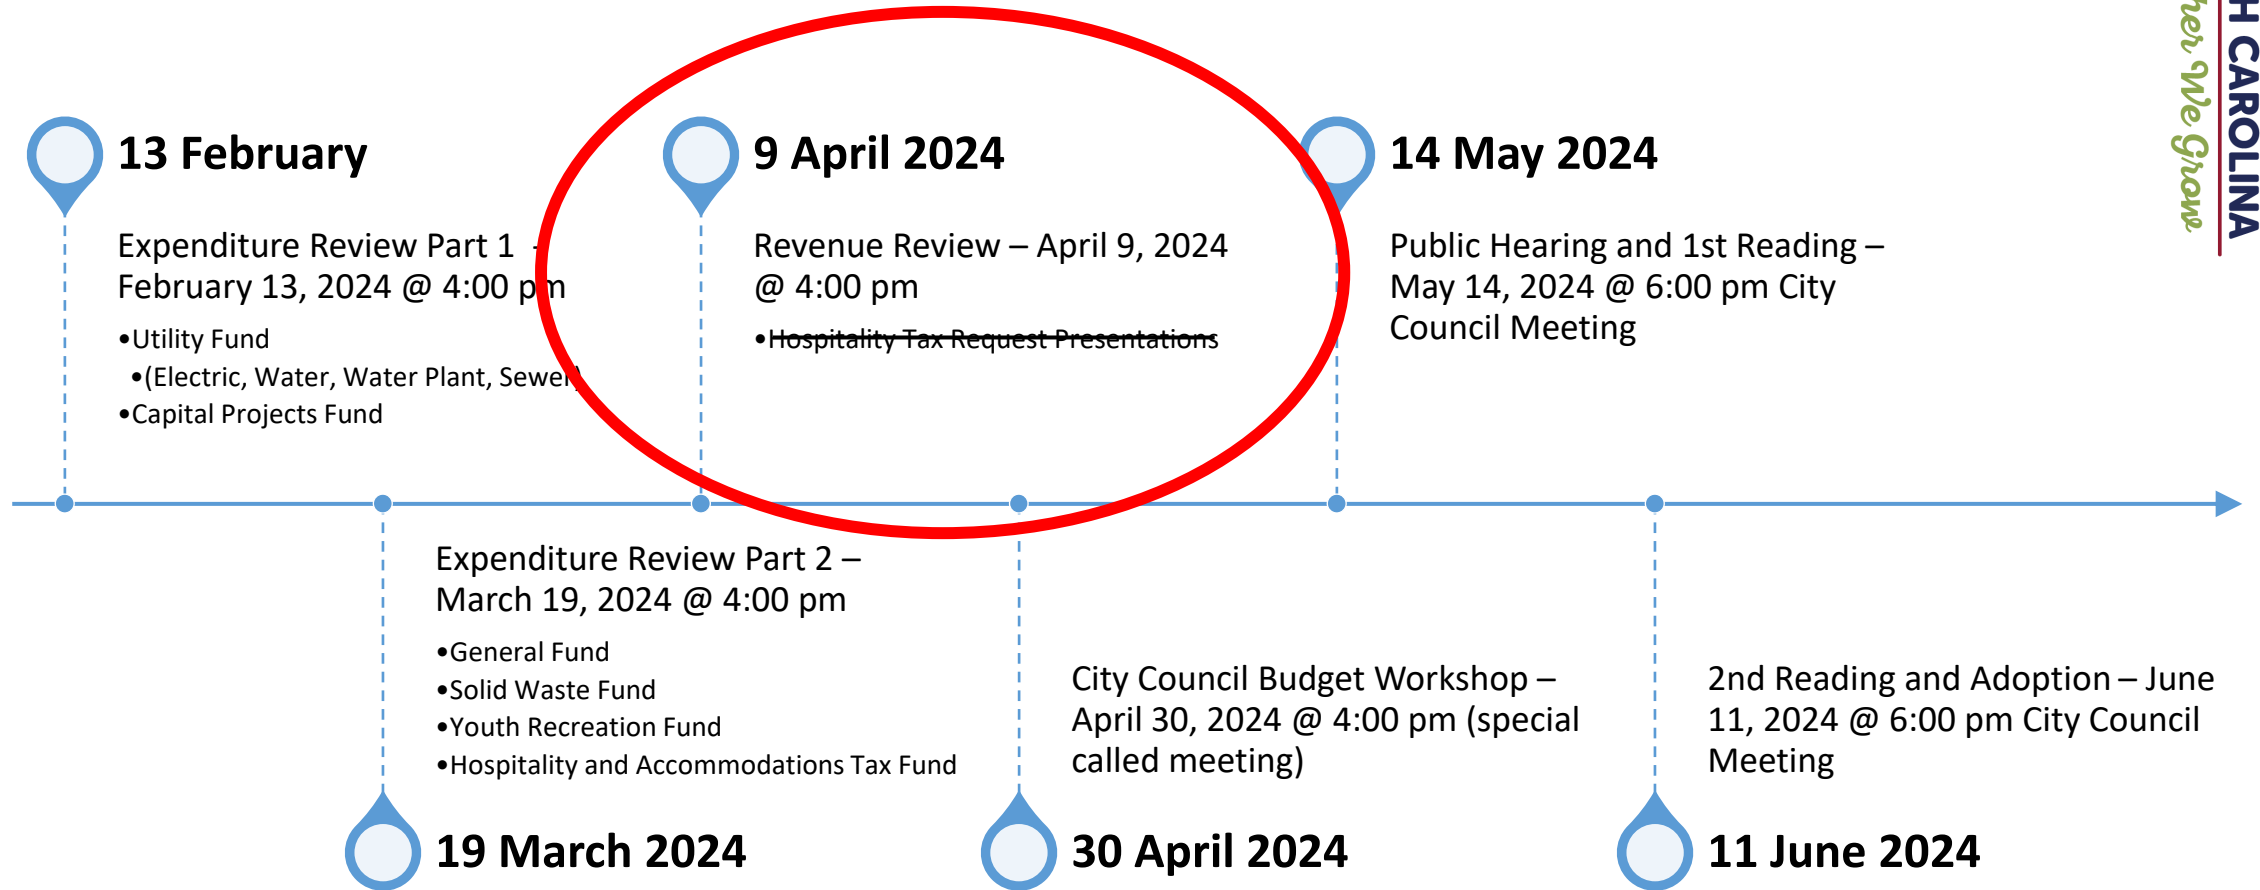 13 February
Expenditure Review Part 1 -
February 13, 2024 @ 4:00 pm
•Utility Fund
•(Electric, Water, Water Plant, Sewer)
•Capital Projects Fund
9 April 2024
Revenue Review – April 9, 2024
@ 4:00 pm
•Hospitality Tax Request Presentations
14 May 2024
Public Hearing and 1st Reading –
May 14, 2024 @ 6:00 pm City
Council Meeting
Expenditure Review Part 2 –
March 19, 2024 @ 4:00 pm
•General Fund
•Solid Waste Fund
•Youth Recreation Fund
•Hospitality and Accommodations Tax Fund
19 March 2024
City Council Budget Workshop –
April 30, 2024 @ 4:00 pm (special
called meeting)
30 April 2024
2nd Reading and Adoption – June
11, 2024 @ 6:00 pm City Council
Meeting
11 June 2024
H CAROLINA
her We Grow